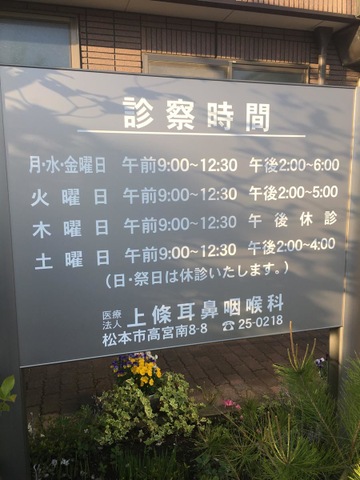 診察時間
月・水・金曜日 午前9:00~12:30 午後2:00~6:00
火曜日 午前9:00~12:30 午後2:00~5:00
木曜日 午前9:00~12:30 午後休診
土曜日 午前9:00~12:30 午後2:00~4:00
(日・祭日は休診いたします。)
医療法人 上條耳鼻咽喉科
松本市高宮南8-8 ☎25-0218